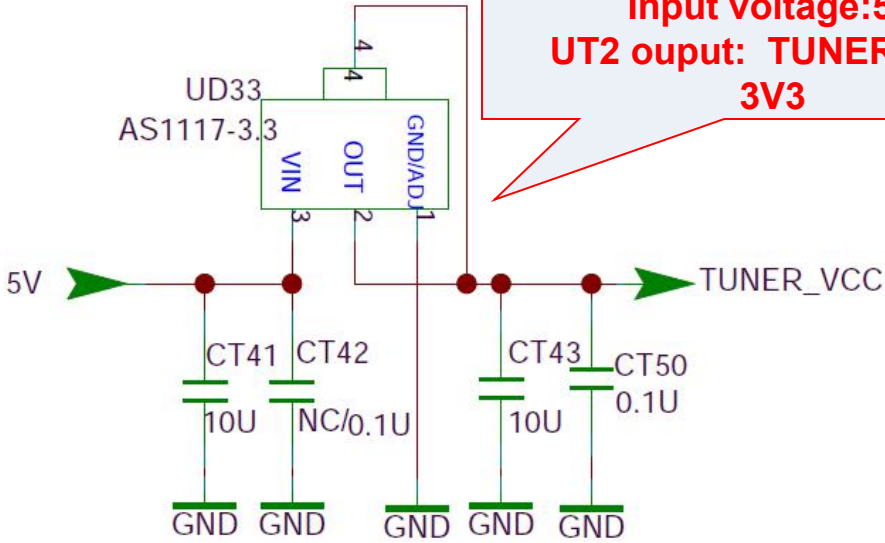 Input voltage:5
UT2 ouput: TUNER
3V3
4
4
UD33
AS1117-3.3
VIN
OUT
GND/ADJ
3
2
1
5V
TUNER_VCC
CT41
10U
CT42
NC/0.1U
CT43
10U
CT50
0.1U
GND
GND
GND
GND
GND